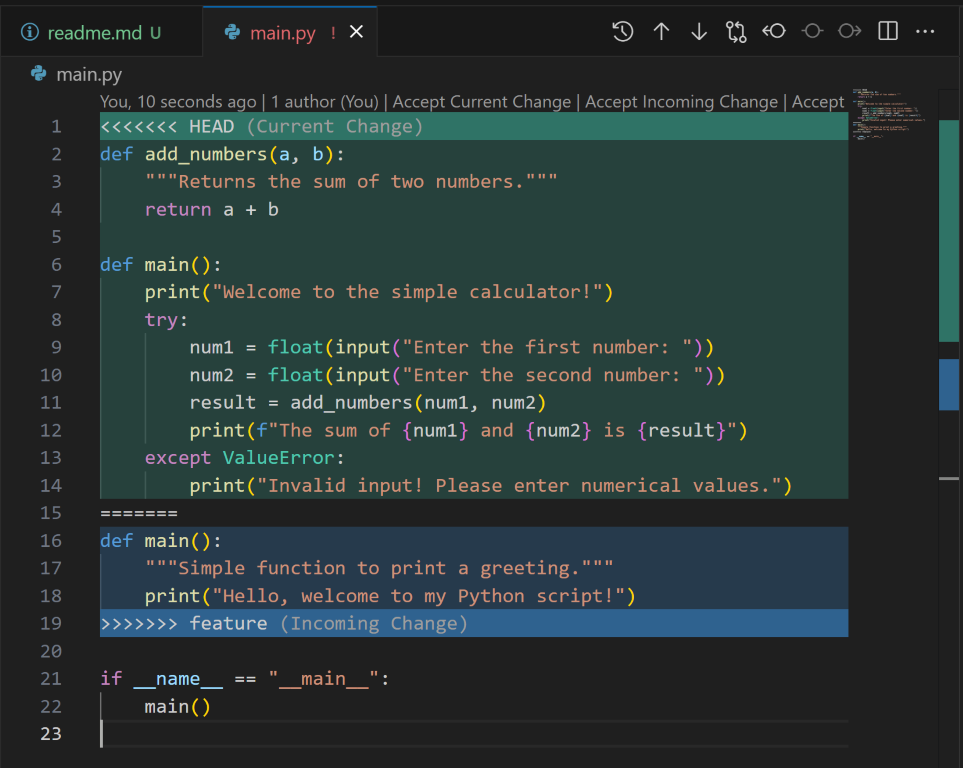 readme.md U
main.py !
main.py
You, 10 seconds ago | 1 author (You) | Accept Current Change | Accept Incoming Change | Accept
1 <<<<<<< HEAD (Current Change)
2 def add_numbers(a, b):
3     """Returns the sum of two numbers."""
4     return a + b
5
6 def main():
7     print("Welcome to the simple calculator!")
8     try:
9         num1 = float(input("Enter the first number: "))
10         num2 = float(input("Enter the second number: "))
11         result = add_numbers(num1, num2)
12         print(f"The sum of {num1} and {num2} is {result}")
13     except ValueError:
14         print("Invalid input! Please enter numerical values.")
15 =======
16 def main():
17     """Simple function to print a greeting."""
18     print("Hello, welcome to my Python script!")
19 >>>>>>> feature (Incoming Change)
20
21 if __name__ == "__main__":
22     main()
23